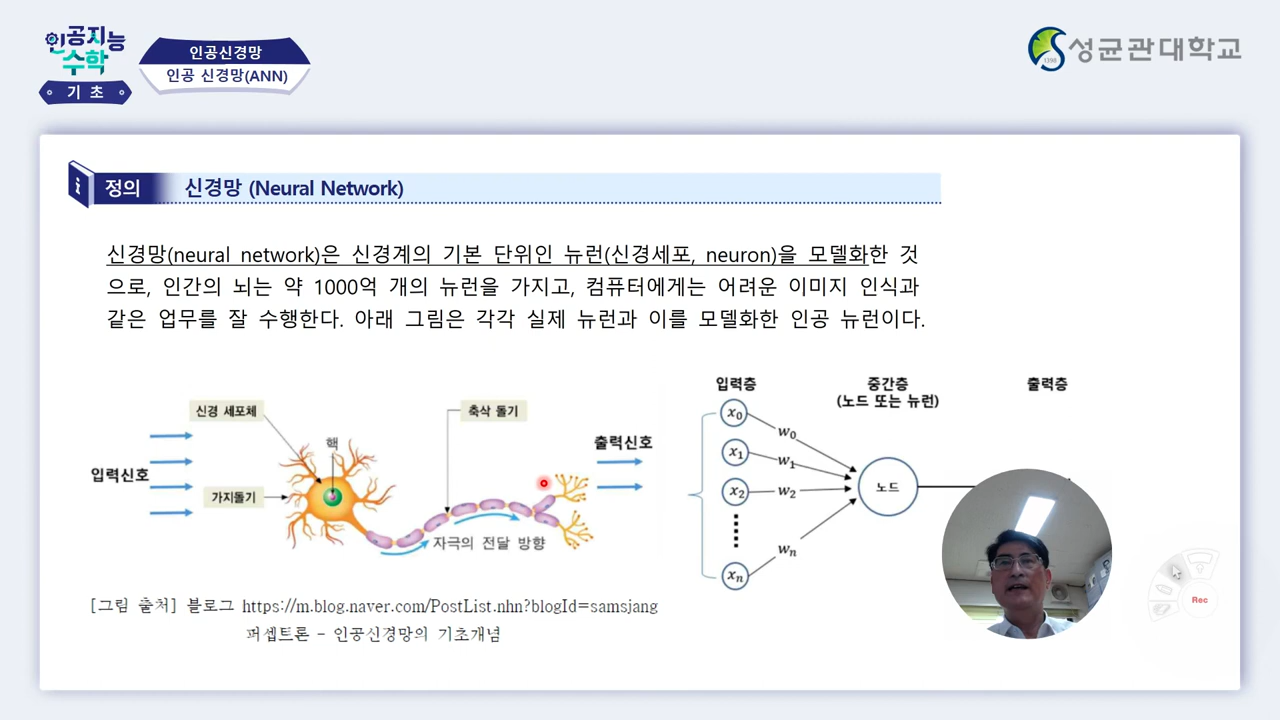 인공지능
수학
기 초
인공신경망
인공 신경망(ANN)
1398
성균관대학교
i
정의
신경망 (Neural Network)
신경망(neural network)은 신경계의 기본 단위인 뉴런(신경세포, neuron)을 모델화한 것
으로, 인간의 뇌는 약 1000억 개의 뉴런을 가지고, 컴퓨터에게는 어려운 이미지 인식과
같은 업무를 잘 수행한다. 아래 그림은 각각 실제 뉴런과 이를 모델화한 인공 뉴런이다.
신경 세포체
축삭 돌기
핵
입력신호
가지돌기
출력신호
자극의 전달 방향
입력층
중간층
(노드 또는 뉴런)
출력층
x₀
w₀
x₁
w₁
x₂
w₂
노드
wₙ
xₙ
[그림 출처] 블로그 https://m.blog.naver.com/PostList.nhn?blogId=samsjang
퍼셉트론 - 인공신경망의 기초개념
Rec